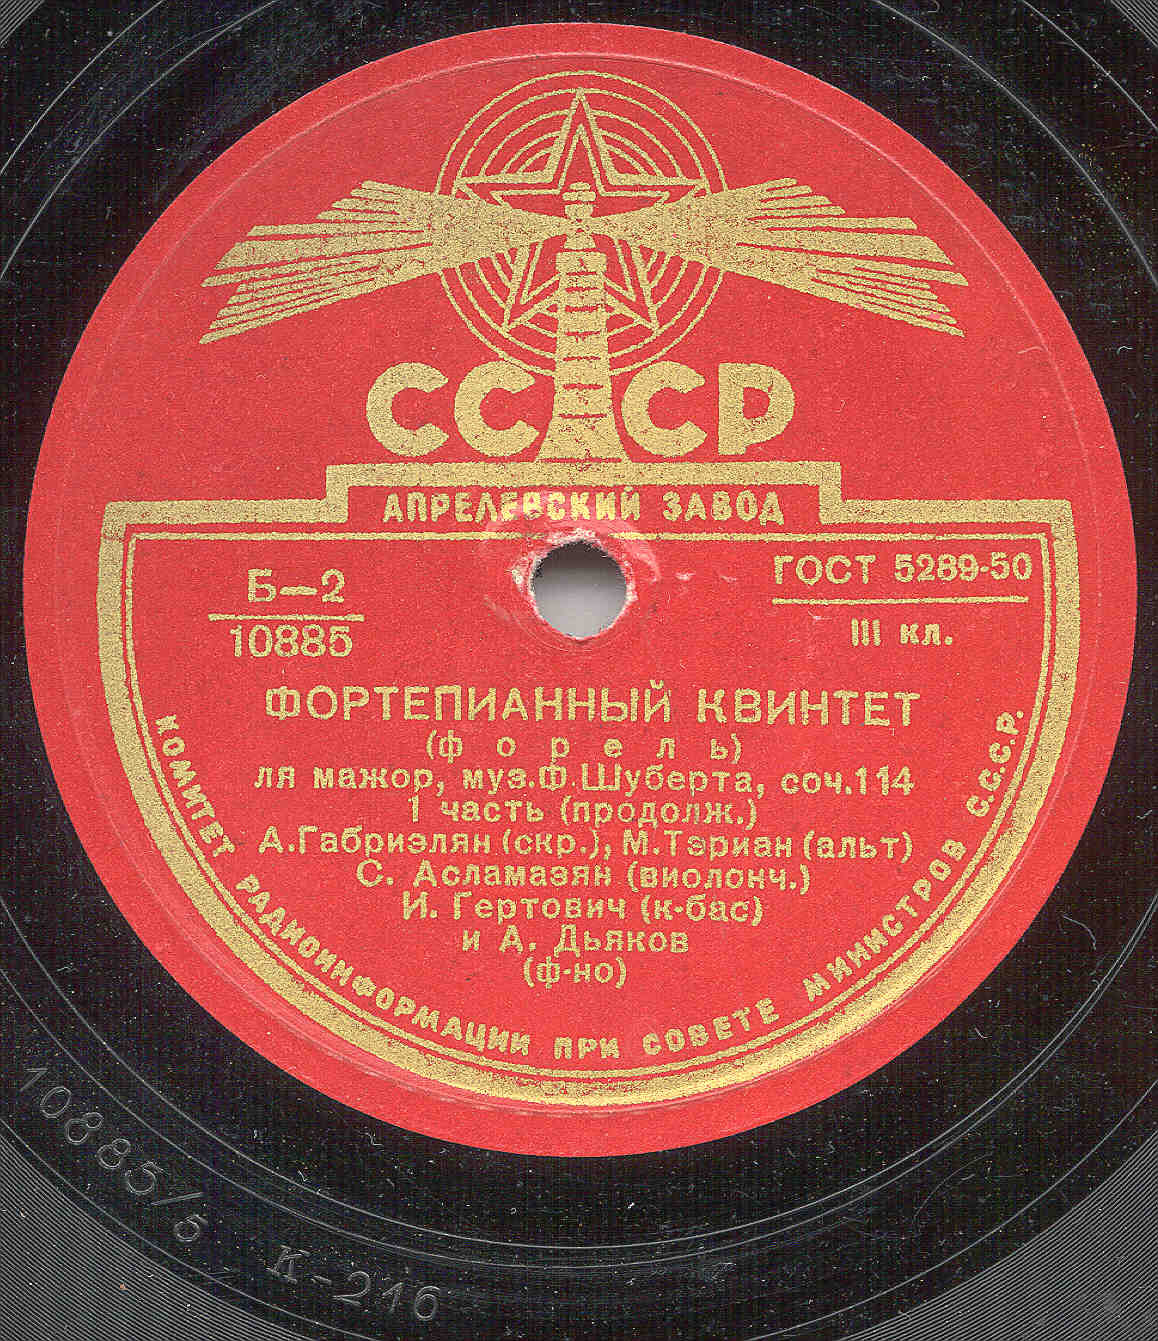 СССР
АПРЕЛЕВСКИЙ ЗАВОД
Б–2
10885
ГОСТ 5289-50
III кл.
ФОРТЕПИАННЫЙ КВИНТЕТ
(форель)
ля мажор, муз.Ф.Шуберта, соч.114
1 часть (продолж.)
А.Габриэлян (скр.), М.Тэриан (альт)
С. Асламазян (виолонч.)
И. Гертович (к-бас)
и А. Дьяков
(ф-но)
КОМИТЕТ РАДИОИНФОРМАЦИИ ПРИ СОВЕТЕ МИНИСТРОВ С.С.С.Р.
10885/5 К-216